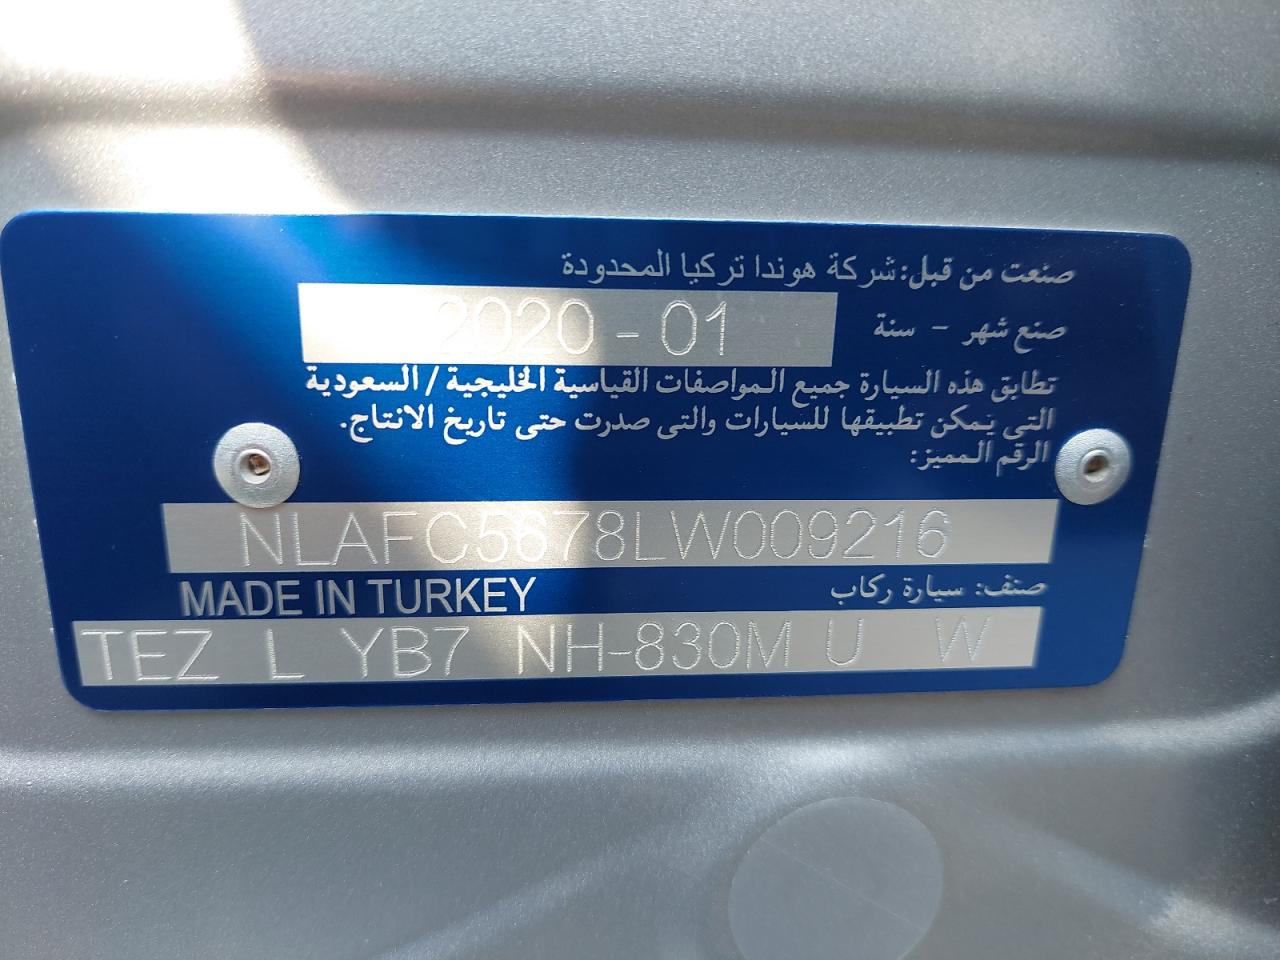 صنعت من قبل: شركة هوندا تركيا المحدودة
صنع شهر - سنة 2020 - 01
تطابق هذه السيارة جميع المواصفات القياسية الخليجية / السعودية
التى يمكن تطبيقها للسيارات والتى صدرت حتى تاريخ الانتاج.
الرقم المميز:
NLAFC5678LW009216
MADE IN TURKEY صنف: سيارة ركاب
TEZ L YB7 NH-830M U W